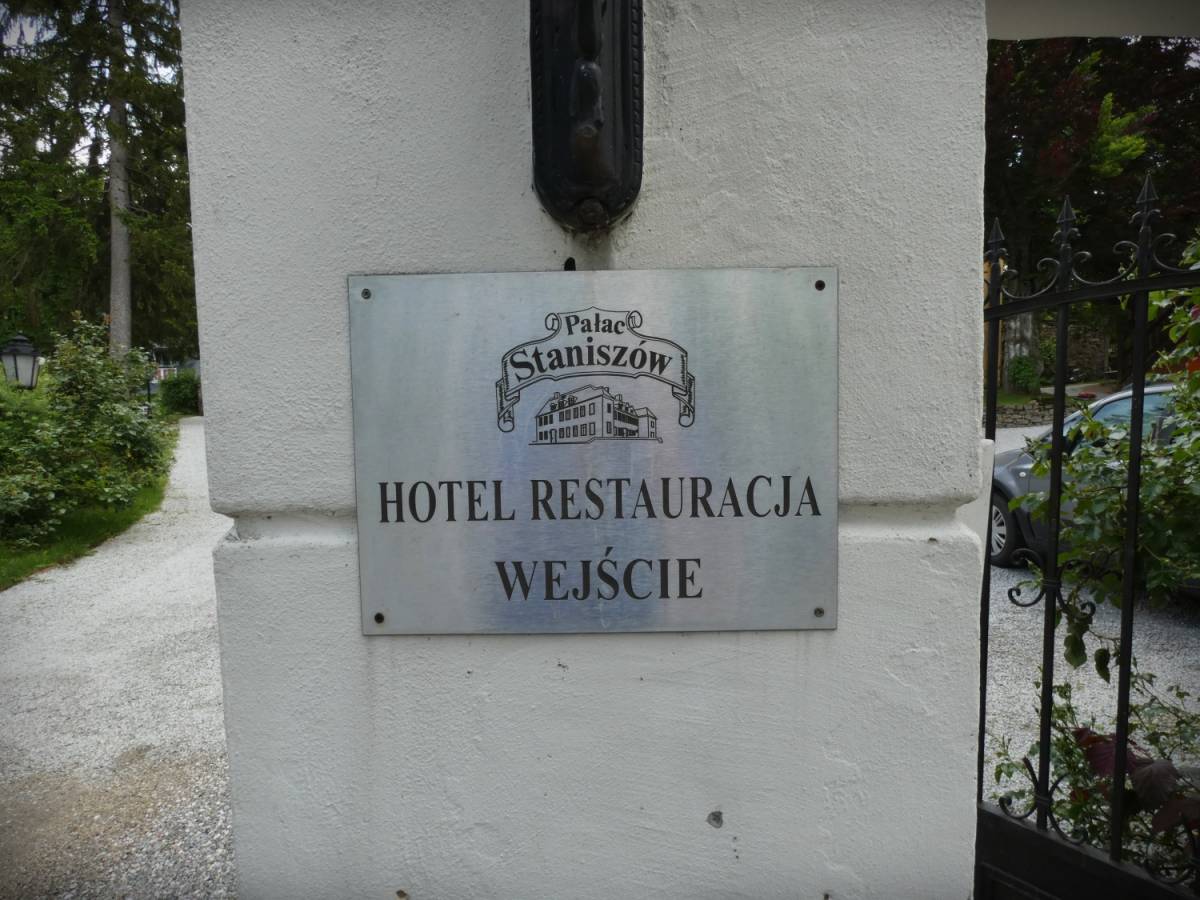 Pałac
Staniszów
HOTEL RESTAURACJA
WEJŚCIE